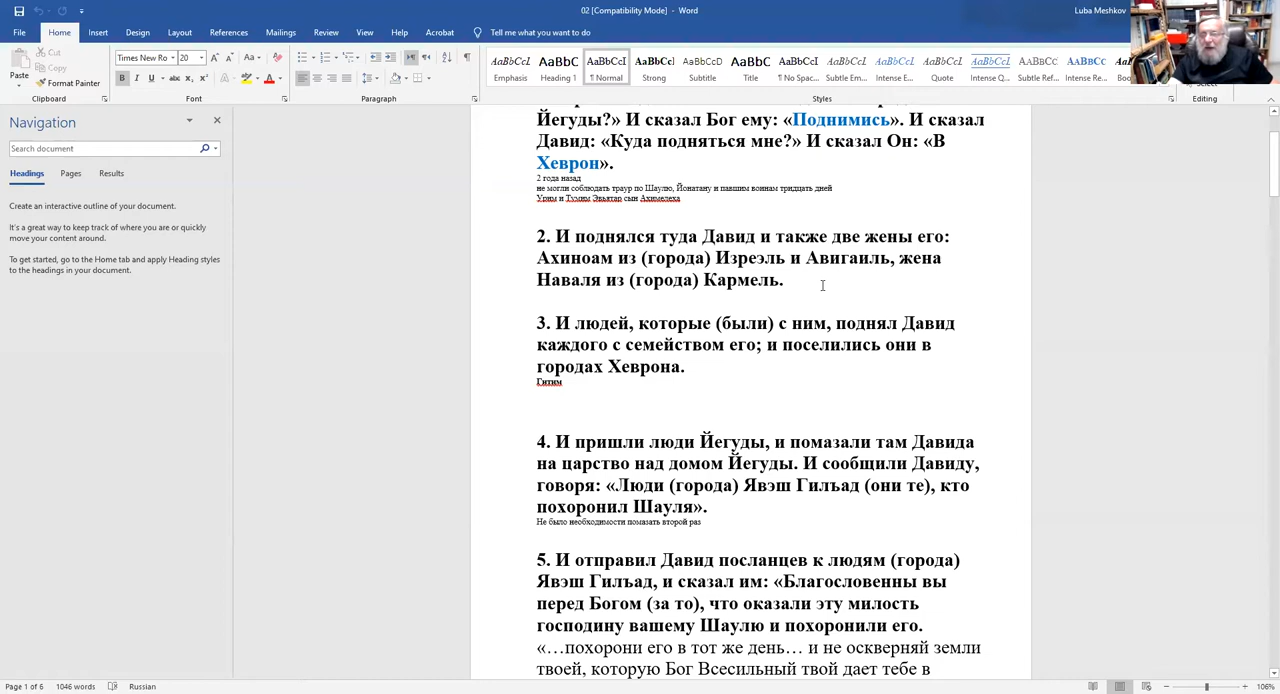 02 [Compatibility Mode] - Word
Luba Meshkov
File Home Insert Design Layout References Mailings Review View Help Acrobat Tell me what you want to do
Paste
Cut
Copy
Format Painter
Clipboard
Times New Ro 20
Font
Paragraph
AaBbCcI AaBbC AaBbCcI AaBbCc AaBbCcD AaBbC AaBbCcI AaBbCcI AaBbCcI AaBbCcI AaBbCcI AaBbCc AaBbCc
Emphasis Heading 1 ¶ Normal Strong Subtitle Title ¶ No Spac... Subtle Em... Intense E... Quote Intense Q... Subtle Ref... Intense Re...
Styles
Editing
Navigation
Search document
Headings Pages Results
Create an interactive outline of your document.
It's a great way to keep track of where you are or quickly
move your content around.
To get started, go to the Home tab and apply Heading styles
to the headings in your document.
Йегуды?» И сказал Бог ему: «Поднимись». И сказал
Давид: «Куда подняться мне?» И сказал Он: «В
Хеврон».
2 года назад
не могли соблюдать траур по Шаулю, Йонатану и павшим воинам тридцать дней
Урим и Тумим Эвьятар сын Ахимелеха
2. И поднялся туда Давид и также две жены его:
Ахиноам из (города) Изреэль и Авигаиль, жена
Наваля из (города) Кармель.
3. И людей, которые (были) с ним, поднял Давид
каждого с семейством его; и поселились они в
городах Хеврона.
Гитим
4. И пришли люди Йегуды, и помазали там Давида
на царство над домом Йегуды. И сообщили Давиду,
говоря: «Люди (города) Явэш Гилъад (они те), кто
похоронил Шауля».
Не было необходимости помазать второй раз
5. И отправил Давид посланцев к людям (города)
Явэш Гилъад, и сказал им: «Благословенны вы
перед Богом (за то), что оказали эту милость
господину вашему Шаулю и похоронили его.
«…похорони его в тот же день… и не оскверняй земли
твоей, которую Бог Всесильный твой дает тебе в
Page 1 of 6 1046 words Russian
106%